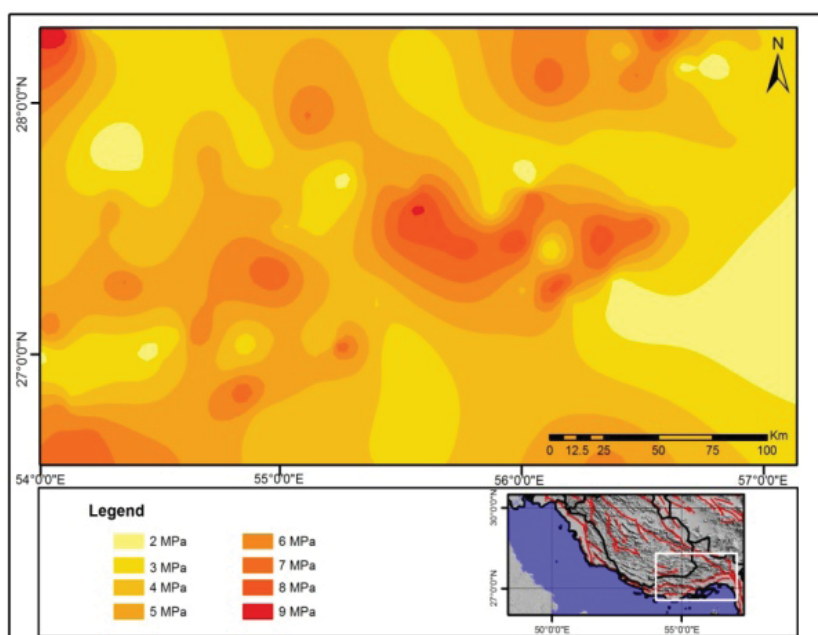 N
28°0'0"N
27°0'0"N
Km
0 12.5 25 50 75 100
54°0'0"E 55°0'0"E 56°0'0"E 57°0'0"E
Legend
2 MPa 6 MPa
3 MPa 7 MPa
4 MPa 8 MPa
5 MPa 9 MPa
30°0'0"N
27°0'0"N
50°0'0"E 55°0'0"E